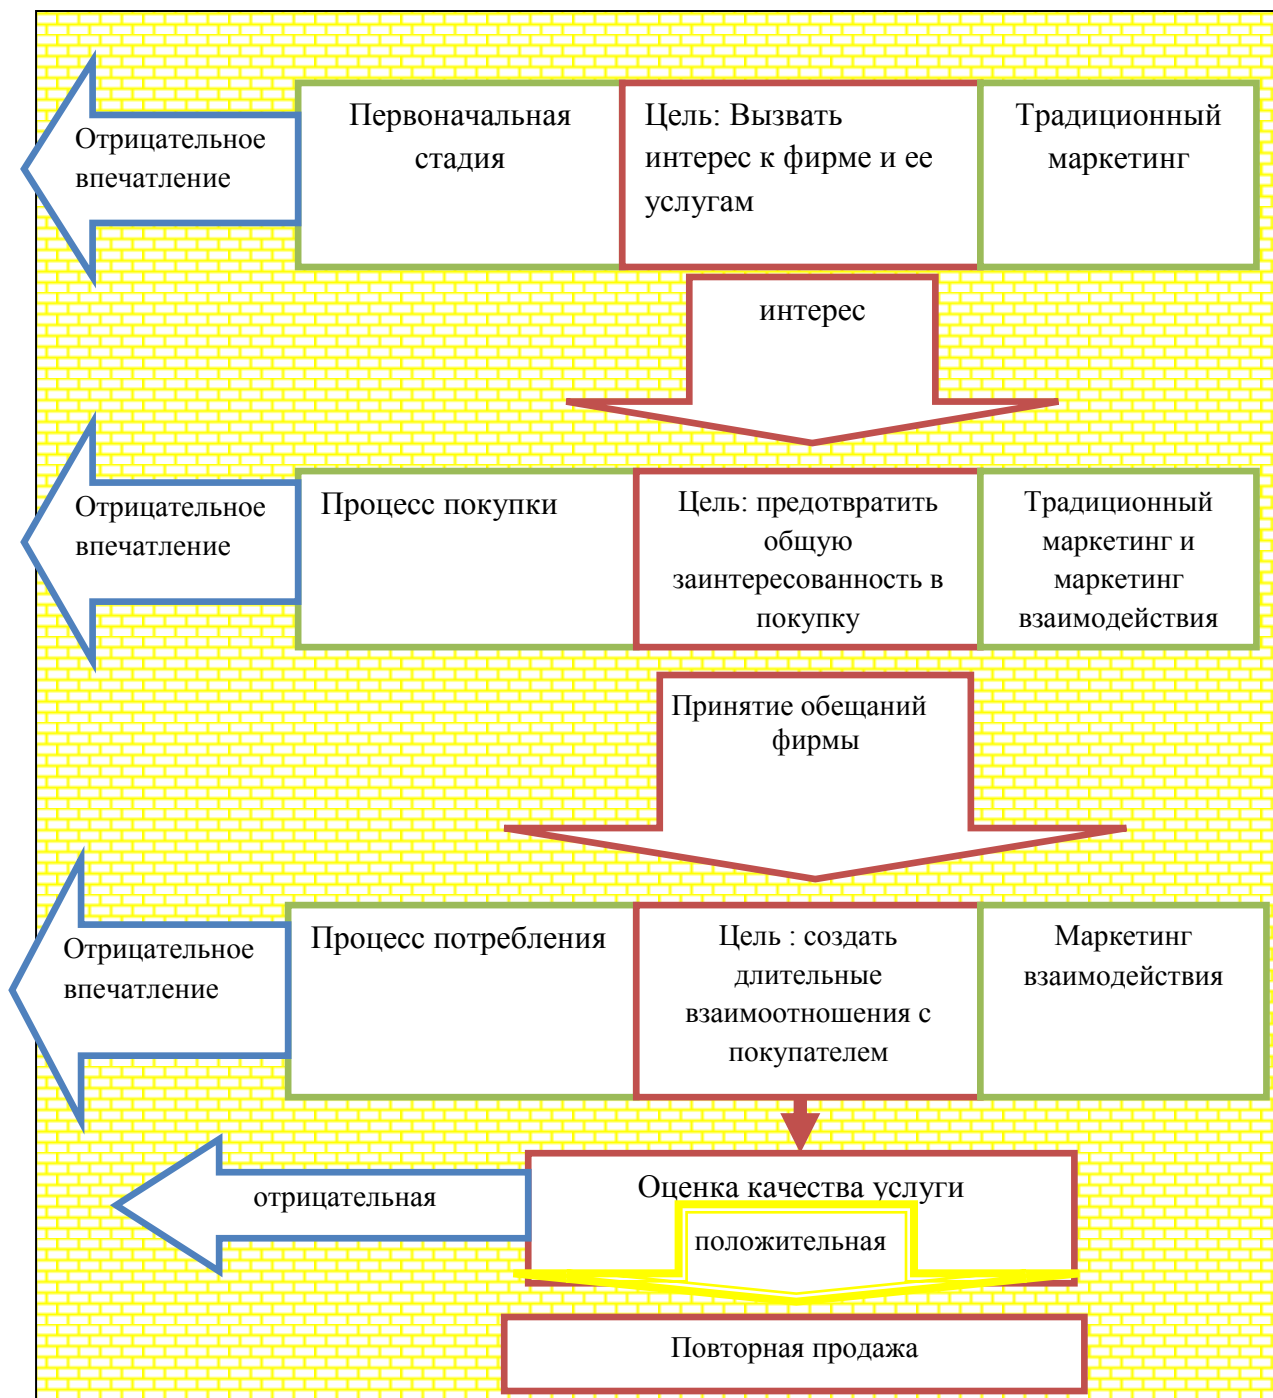 Отрицательное
впечатление
Первоначальная
стадия
Цель: Вызвать
интерес к фирме и ее
услугам
Традиционный
маркетинг
интерес
Отрицательное
впечатление
Процесс покупки
Цель: предотвратить
общую
заинтересованность в
покупку
Традиционный
маркетинг и
маркетинг
взаимодействия
Принятие обещаний
фирмы
Отрицательное
впечатление
Процесс потребления
Цель : создать
длительные
взаимоотношения с
покупателем
Маркетинг
взаимодействия
отрицательная
Оценка качества услуги
положительная
Повторная продажа